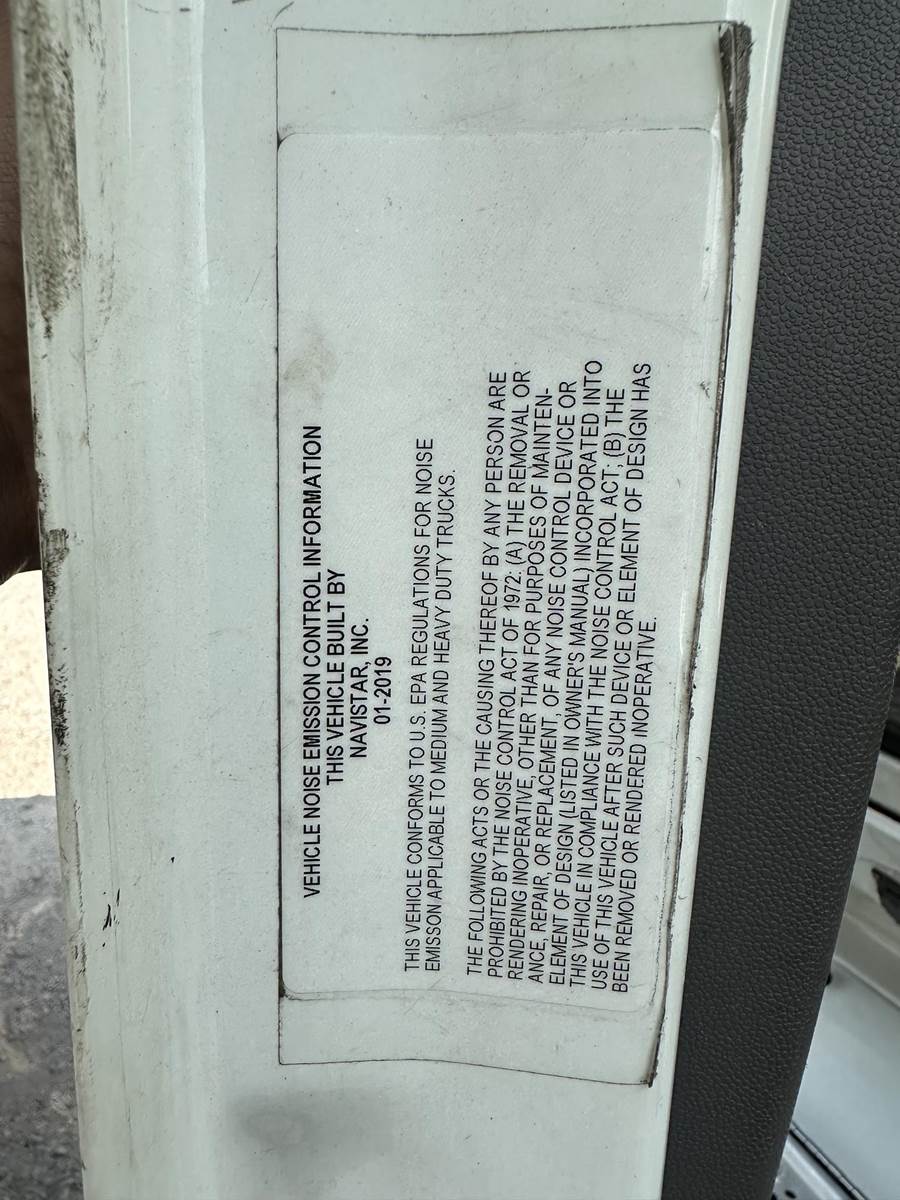 VEHICLE NOISE EMISSION CONTROL INFORMATION
THIS VEHICLE BUILT BY
NAVISTAR, INC.
01-2019
THIS VEHICLE CONFORMS TO U.S. EPA REGULATIONS FOR NOISE
EMISSON APPLICABLE TO MEDIUM AND HEAVY DUTY TRUCKS.
THE FOLLOWING ACTS OR THE CAUSING THEREOF BY ANY PERSON ARE
PROHIBITED BY THE NOISE CONTROL ACT OF 1972: (A) THE REMOVAL OR
RENDERING INOPERATIVE, OTHER THAN FOR PURPOSES OF MAINTEN-
ANCE, REPAIR, OR REPLACEMENT, OF ANY NOISE CONTROL DEVICE OR
ELEMENT OF DESIGN (LISTED IN OWNER'S MANUAL) INCORPORATED INTO
THIS VEHICLE IN COMPLIANCE WITH THE NOISE CONTROL ACT; (B) THE
USE OF THIS VEHICLE AFTER SUCH DEVICE OR ELEMENT OF DESIGN HAS
BEEN REMOVED OR RENDERED INOPERATIVE.